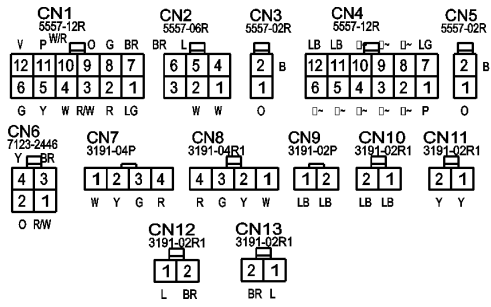 CN1 CN2 CN3 CN4 CN5
5557-12R 5557-06R 5557-02R 5557-12R 5557-02R
V P W/R O G BR BR L LB LB □~ □~ □~ LG
12 11 10 9 8 7 6 5 4 2 B 12 11 10 9 8 7 2 B
6 5 4 3 2 1 3 2 1 1 6 5 4 3 2 1 1
G Y W R/W R LG W W O □~ □~ □~ □~ P O
CN6 CN7 CN8 CN9 CN10 CN11
7123-2446 3191-04P 3191-04R1 3191-02P 3191-02R1 3191-02R1
Y BR
4 3 1 2 3 4 4 3 2 1 1 2 2 1 2 1
2 1 W Y G R R G Y W LB LB LB LB Y Y
O R/W
CN12 CN13
3191-02R1 3191-02R1
1 2 2 1
L BR BR L